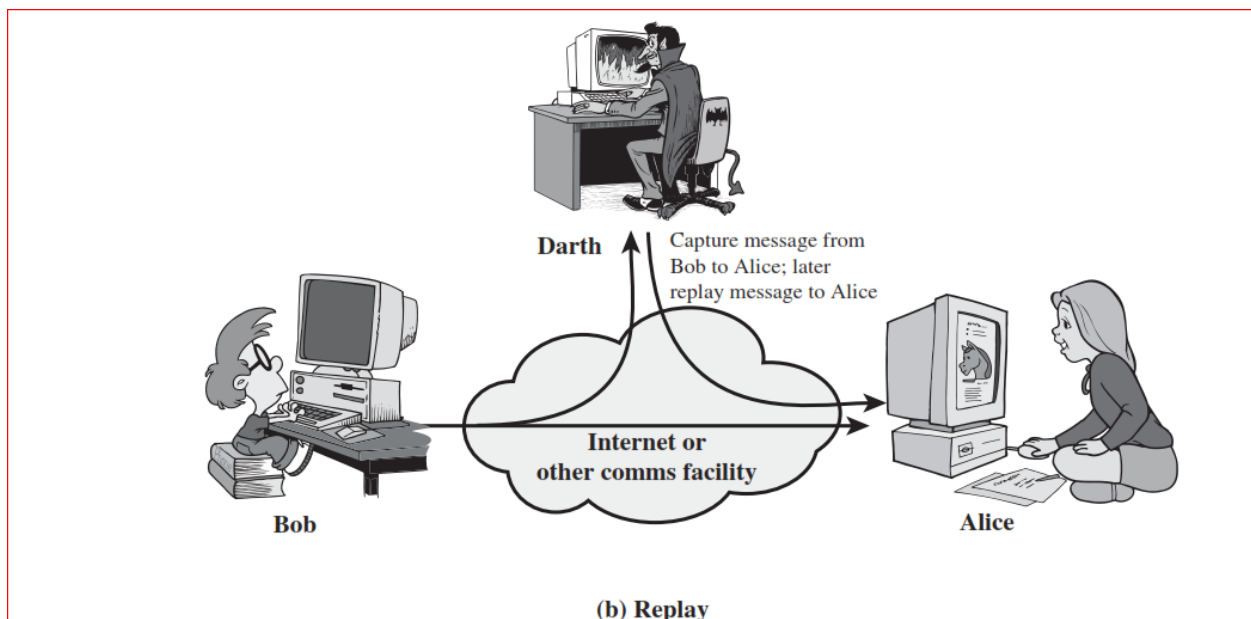 Darth
Capture message from
Bob to Alice; later
replay message to Alice
Internet or
other comms facility
Bob
Alice
(b) Replay